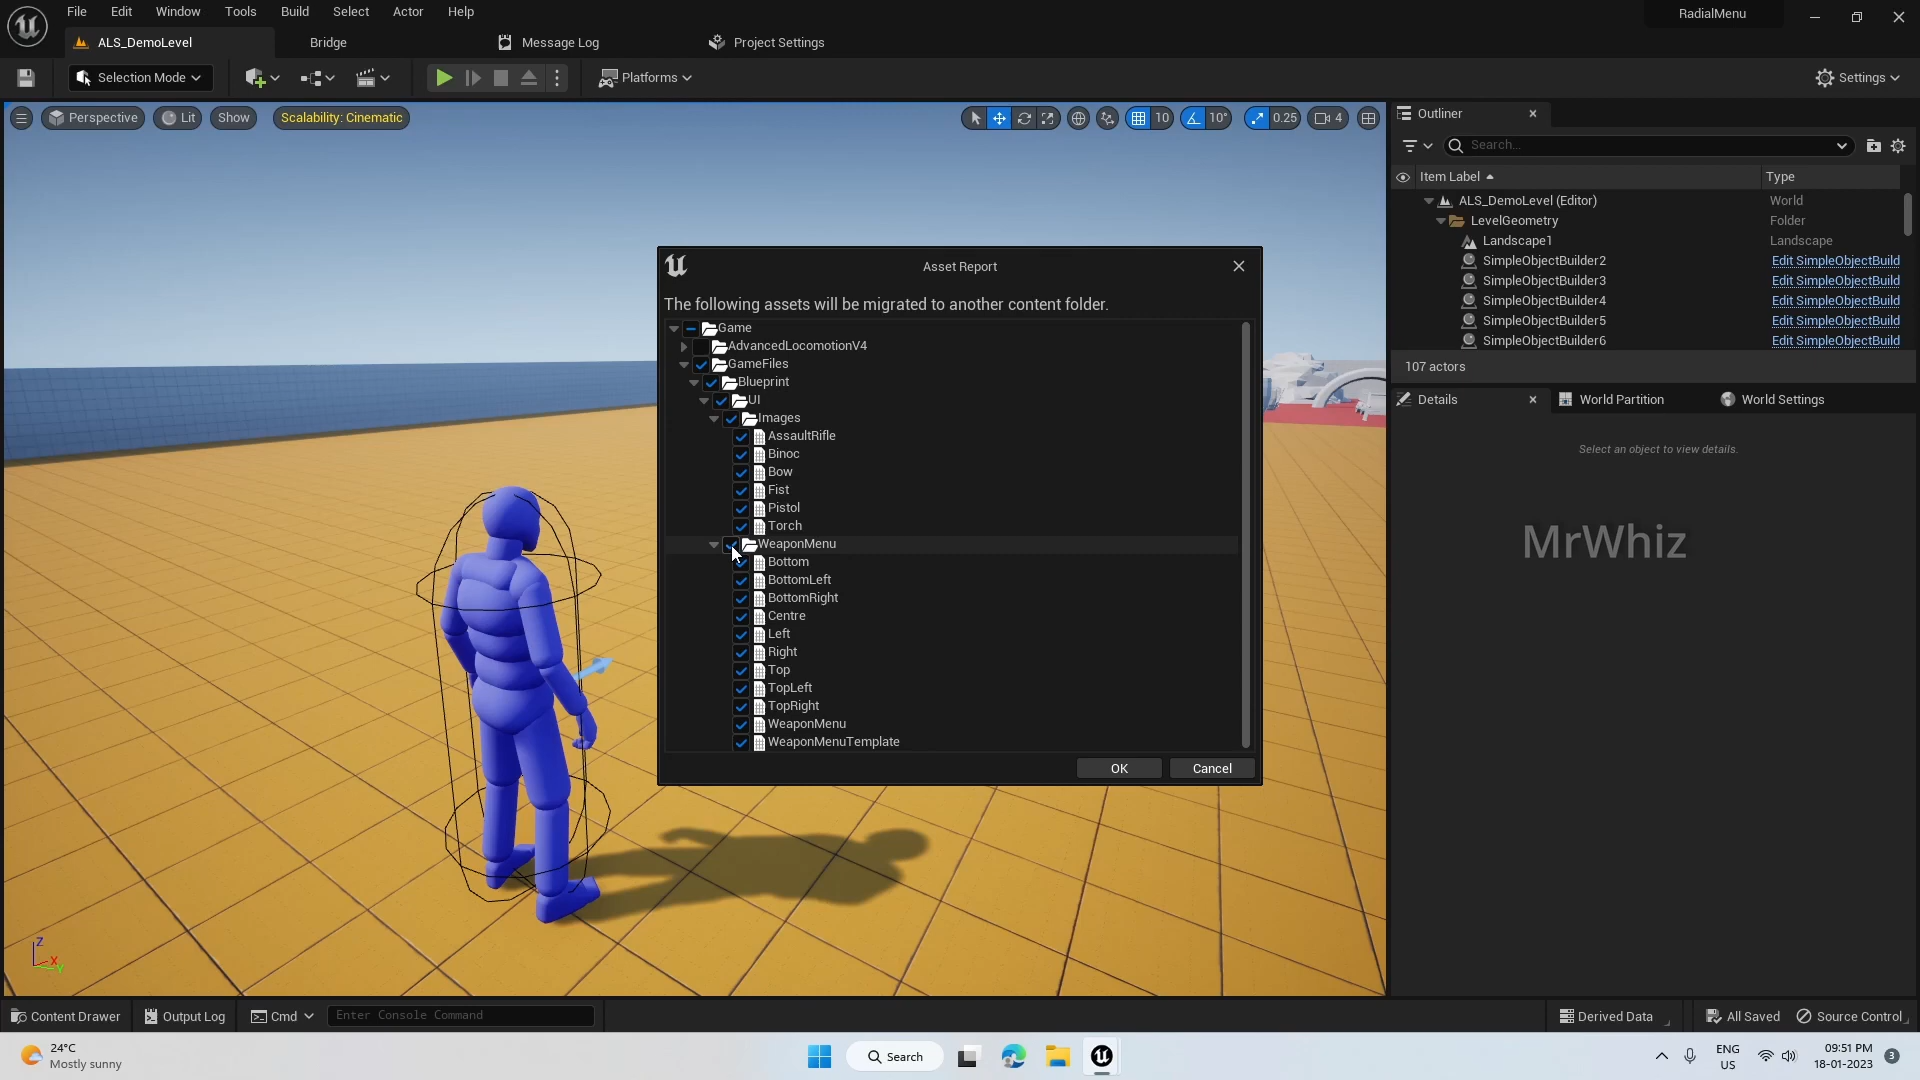 File Edit Window Tools Build Select Actor Help
RadialMenu
ALS_DemoLevel
Bridge
Message Log
Project Settings
Selection Mode
Platforms
Settings
Perspective
Lit
Show
Scalability: Cinematic
10
10°
0.25
4
Outliner
Search...
Item Label
Type
ALS_DemoLevel (Editor) World
LevelGeometry Folder
Landscape1 Landscape
SimpleObjectBuilder2 Edit SimpleObjectBuild
SimpleObjectBuilder3 Edit SimpleObjectBuild
SimpleObjectBuilder4 Edit SimpleObjectBuild
SimpleObjectBuilder5 Edit SimpleObjectBuild
SimpleObjectBuilder6 Edit SimpleObjectBuild
107 actors
Details
World Partition
World Settings
Select an object to view details.
MrWhiz
Asset Report
The following assets will be migrated to another content folder.
Game
AdvancedLocomotionV4
GameFiles
Blueprint
UI
Images
AssaultRifle
Binoc
Bow
Fist
Pistol
Torch
WeaponMenu
Bottom
BottomLeft
BottomRight
Centre
Left
Right
Top
TopLeft
TopRight
WeaponMenu
WeaponMenuTemplate
OK
Cancel
Z
X
Y
Content Drawer
Output Log
Cmd
Enter Console Command
Derived Data
All Saved
Source Control
24°C
Mostly sunny
Search
ENG
US
09:51 PM
18-01-2023
3